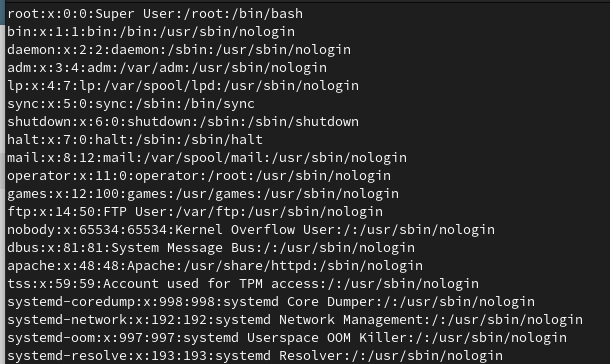 root:x:0:0:Super User:/root:/bin/bash
bin:x:1:1:bin:/bin:/usr/sbin/nologin
daemon:x:2:2:daemon:/sbin:/usr/sbin/nologin
adm:x:3:4:adm:/var/adm:/usr/sbin/nologin
lp:x:4:7:lp:/var/spool/lpd:/usr/sbin/nologin
sync:x:5:0:sync:/sbin:/bin/sync
shutdown:x:6:0:shutdown:/sbin:/sbin/shutdown
halt:x:7:0:halt:/sbin:/sbin/halt
mail:x:8:12:mail:/var/spool/mail:/usr/sbin/nologin
operator:x:11:0:operator:/root:/usr/sbin/nologin
games:x:12:100:games:/usr/games:/usr/sbin/nologin
ftp:x:14:50:FTP User:/var/ftp:/usr/sbin/nologin
nobody:x:65534:65534:Kernel Overflow User:/:/usr/sbin/nologin
dbus:x:81:81:System Message Bus:/:/usr/sbin/nologin
apache:x:48:48:Apache:/usr/share/httpd:/sbin/nologin
tss:x:59:59:Account used for TPM access:/:/usr/sbin/nologin
systemd-coredump:x:998:998:systemd Core Dumper:/:/usr/sbin/nologin
systemd-network:x:192:192:systemd Network Management:/:/usr/sbin/nologin
systemd-oom:x:997:997:systemd Userspace OOM Killer:/:/usr/sbin/nologin
systemd-resolve:x:193:193:systemd Resolver:/:/usr/sbin/nologin